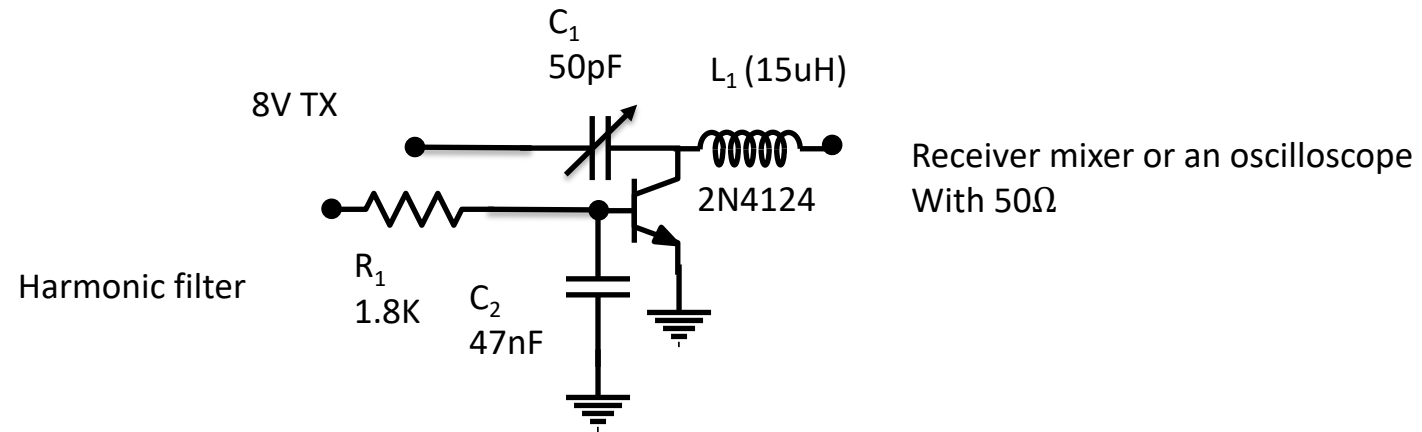 C₁
50pF
L₁ (15uH)
8V TX
Receiver mixer or an oscilloscope
With 50Ω
2N4124
R₁
1.8K
Harmonic filter
C₂
47nF